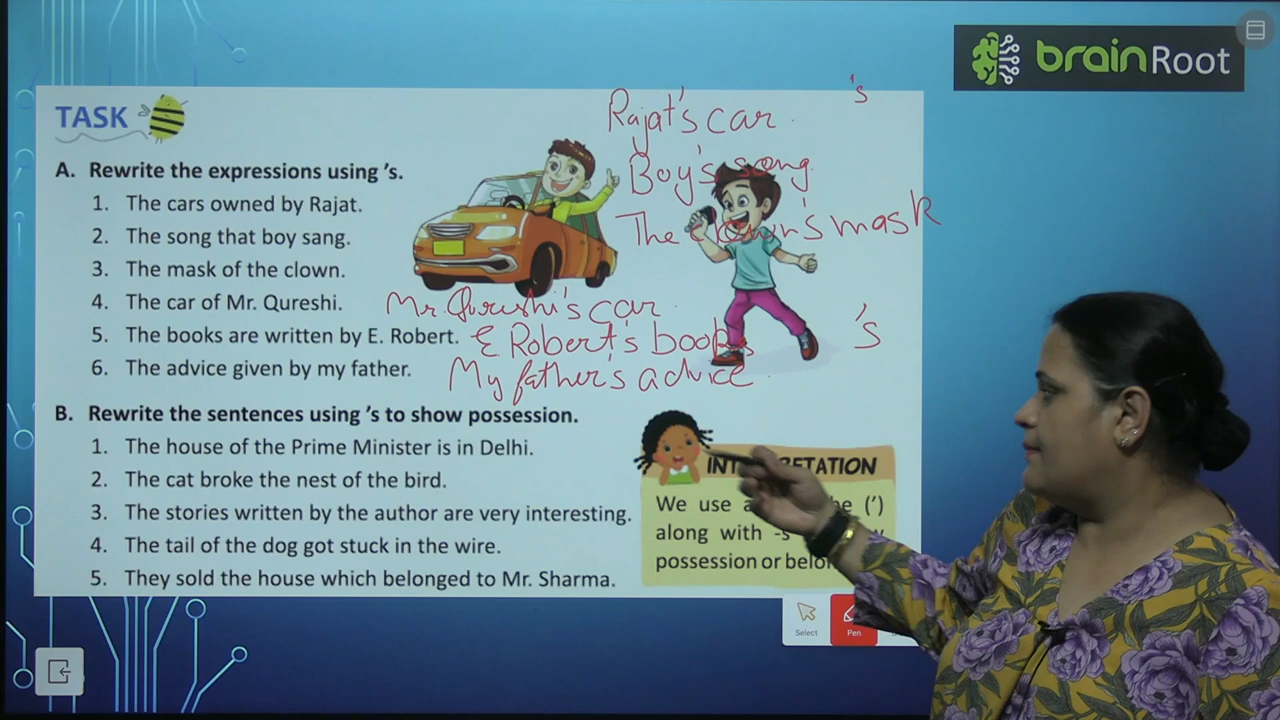 brainRoot
TASK
's
Rajat's car.
Boy's song.
The clown's mask
A. Rewrite the expressions using 's.
1. The cars owned by Rajat.
2. The song that boy sang.
3. The mask of the clown.
4. The car of Mr. Qureshi.
Mr. Qureshi's car.
5. The books are written by E. Robert.
E Robert's books
's
6. The advice given by my father.
My father's advice.
B. Rewrite the sentences using 's to show possession.
1. The house of the Prime Minister is in Delhi.
2. The cat broke the nest of the bird.
3. The stories written by the author are very interesting.
4. The tail of the dog got stuck in the wire.
5. They sold the house which belonged to Mr. Sharma.
We use (')
along with -s
possession or
Select
Pen